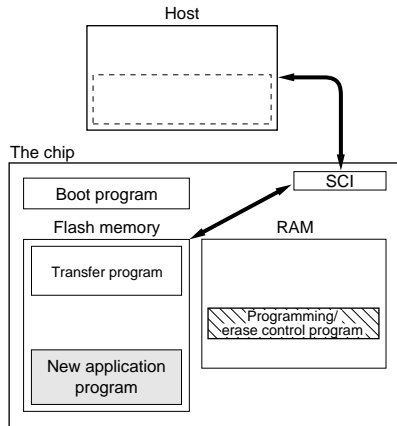 Host
The chip
SCI
Boot program
Flash memory
RAM
Transfer program
Programming/
erase control program
New application
program